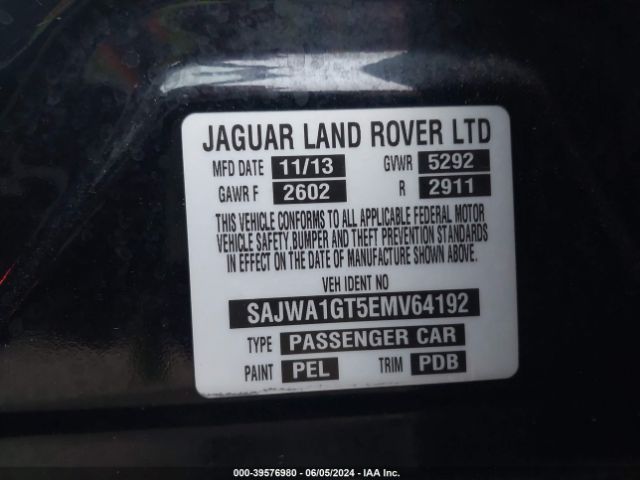 JAGUAR LAND ROVER LTD
MFD DATE 11/13 GVWR 5292
GAWR F 2602 R 2911
THIS VEHICLE CONFORMS TO ALL APPLICABLE FEDERAL MOTOR
VEHICLE SAFETY,BUMPER AND THEFT PREVENTION STANDARDS
IN EFFECT ON THE DATE OF MANUFACTURE SHOWN ABOVE.
VEH IDENT NO
SAJWA1GT5EMV64192
TYPE PASSENGER CAR
PAINT PEL TRIM PDB
000-39576980 - 06/05/2024 - IAA Inc.